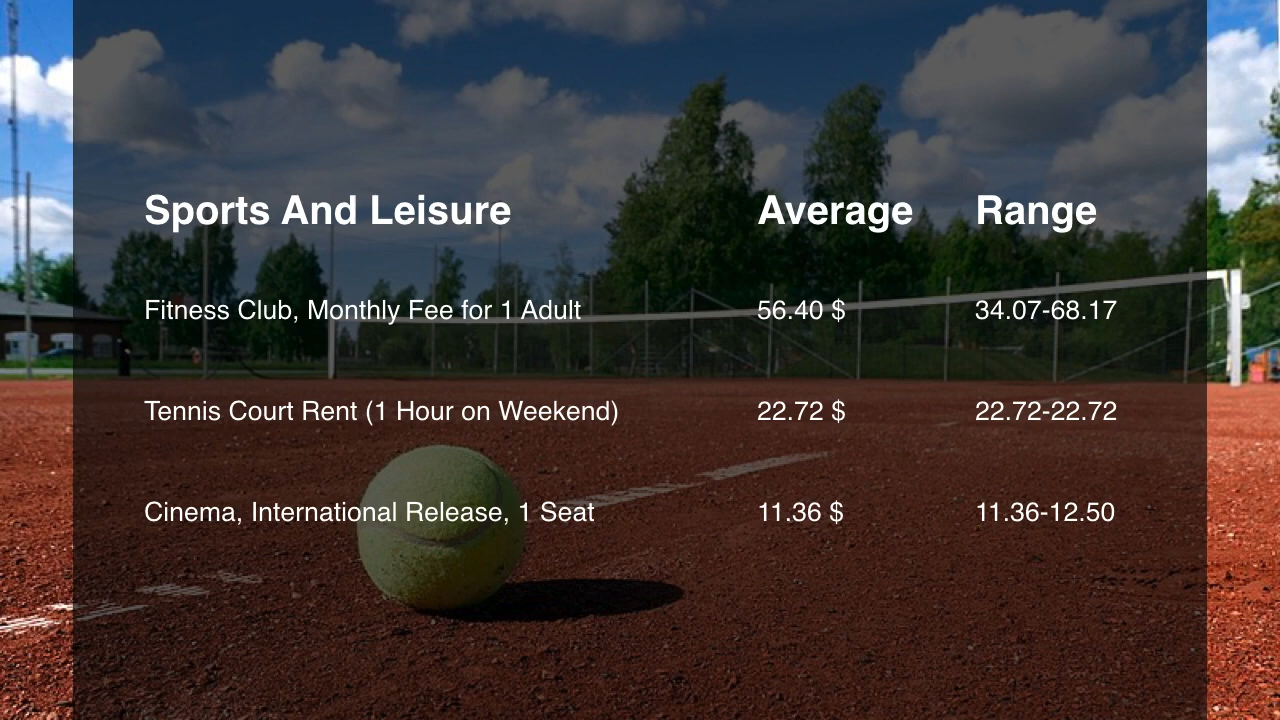 Sports And Leisure Average Range
Fitness Club, Monthly Fee for 1 Adult 56.40 $ 34.07-68.17
Tennis Court Rent (1 Hour on Weekend) 22.72 $ 22.72-22.72
Cinema, International Release, 1 Seat 11.36 $ 11.36-12.50